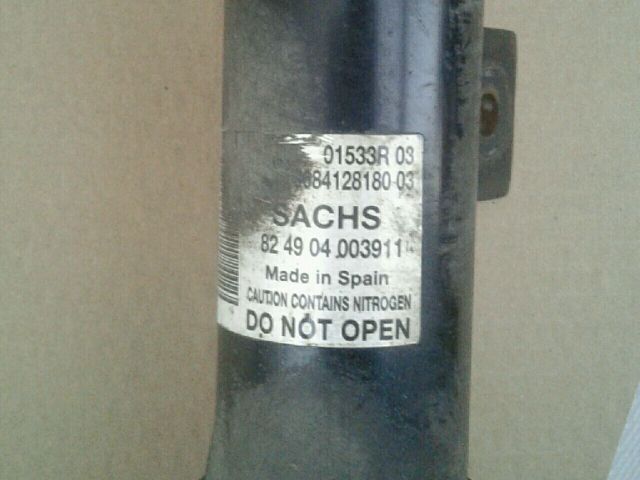 01533R 03
084128180 03
SACHS
82 49 04 003911
Made in Spain
CAUTION CONTAINS NITROGEN
DO NOT OPEN